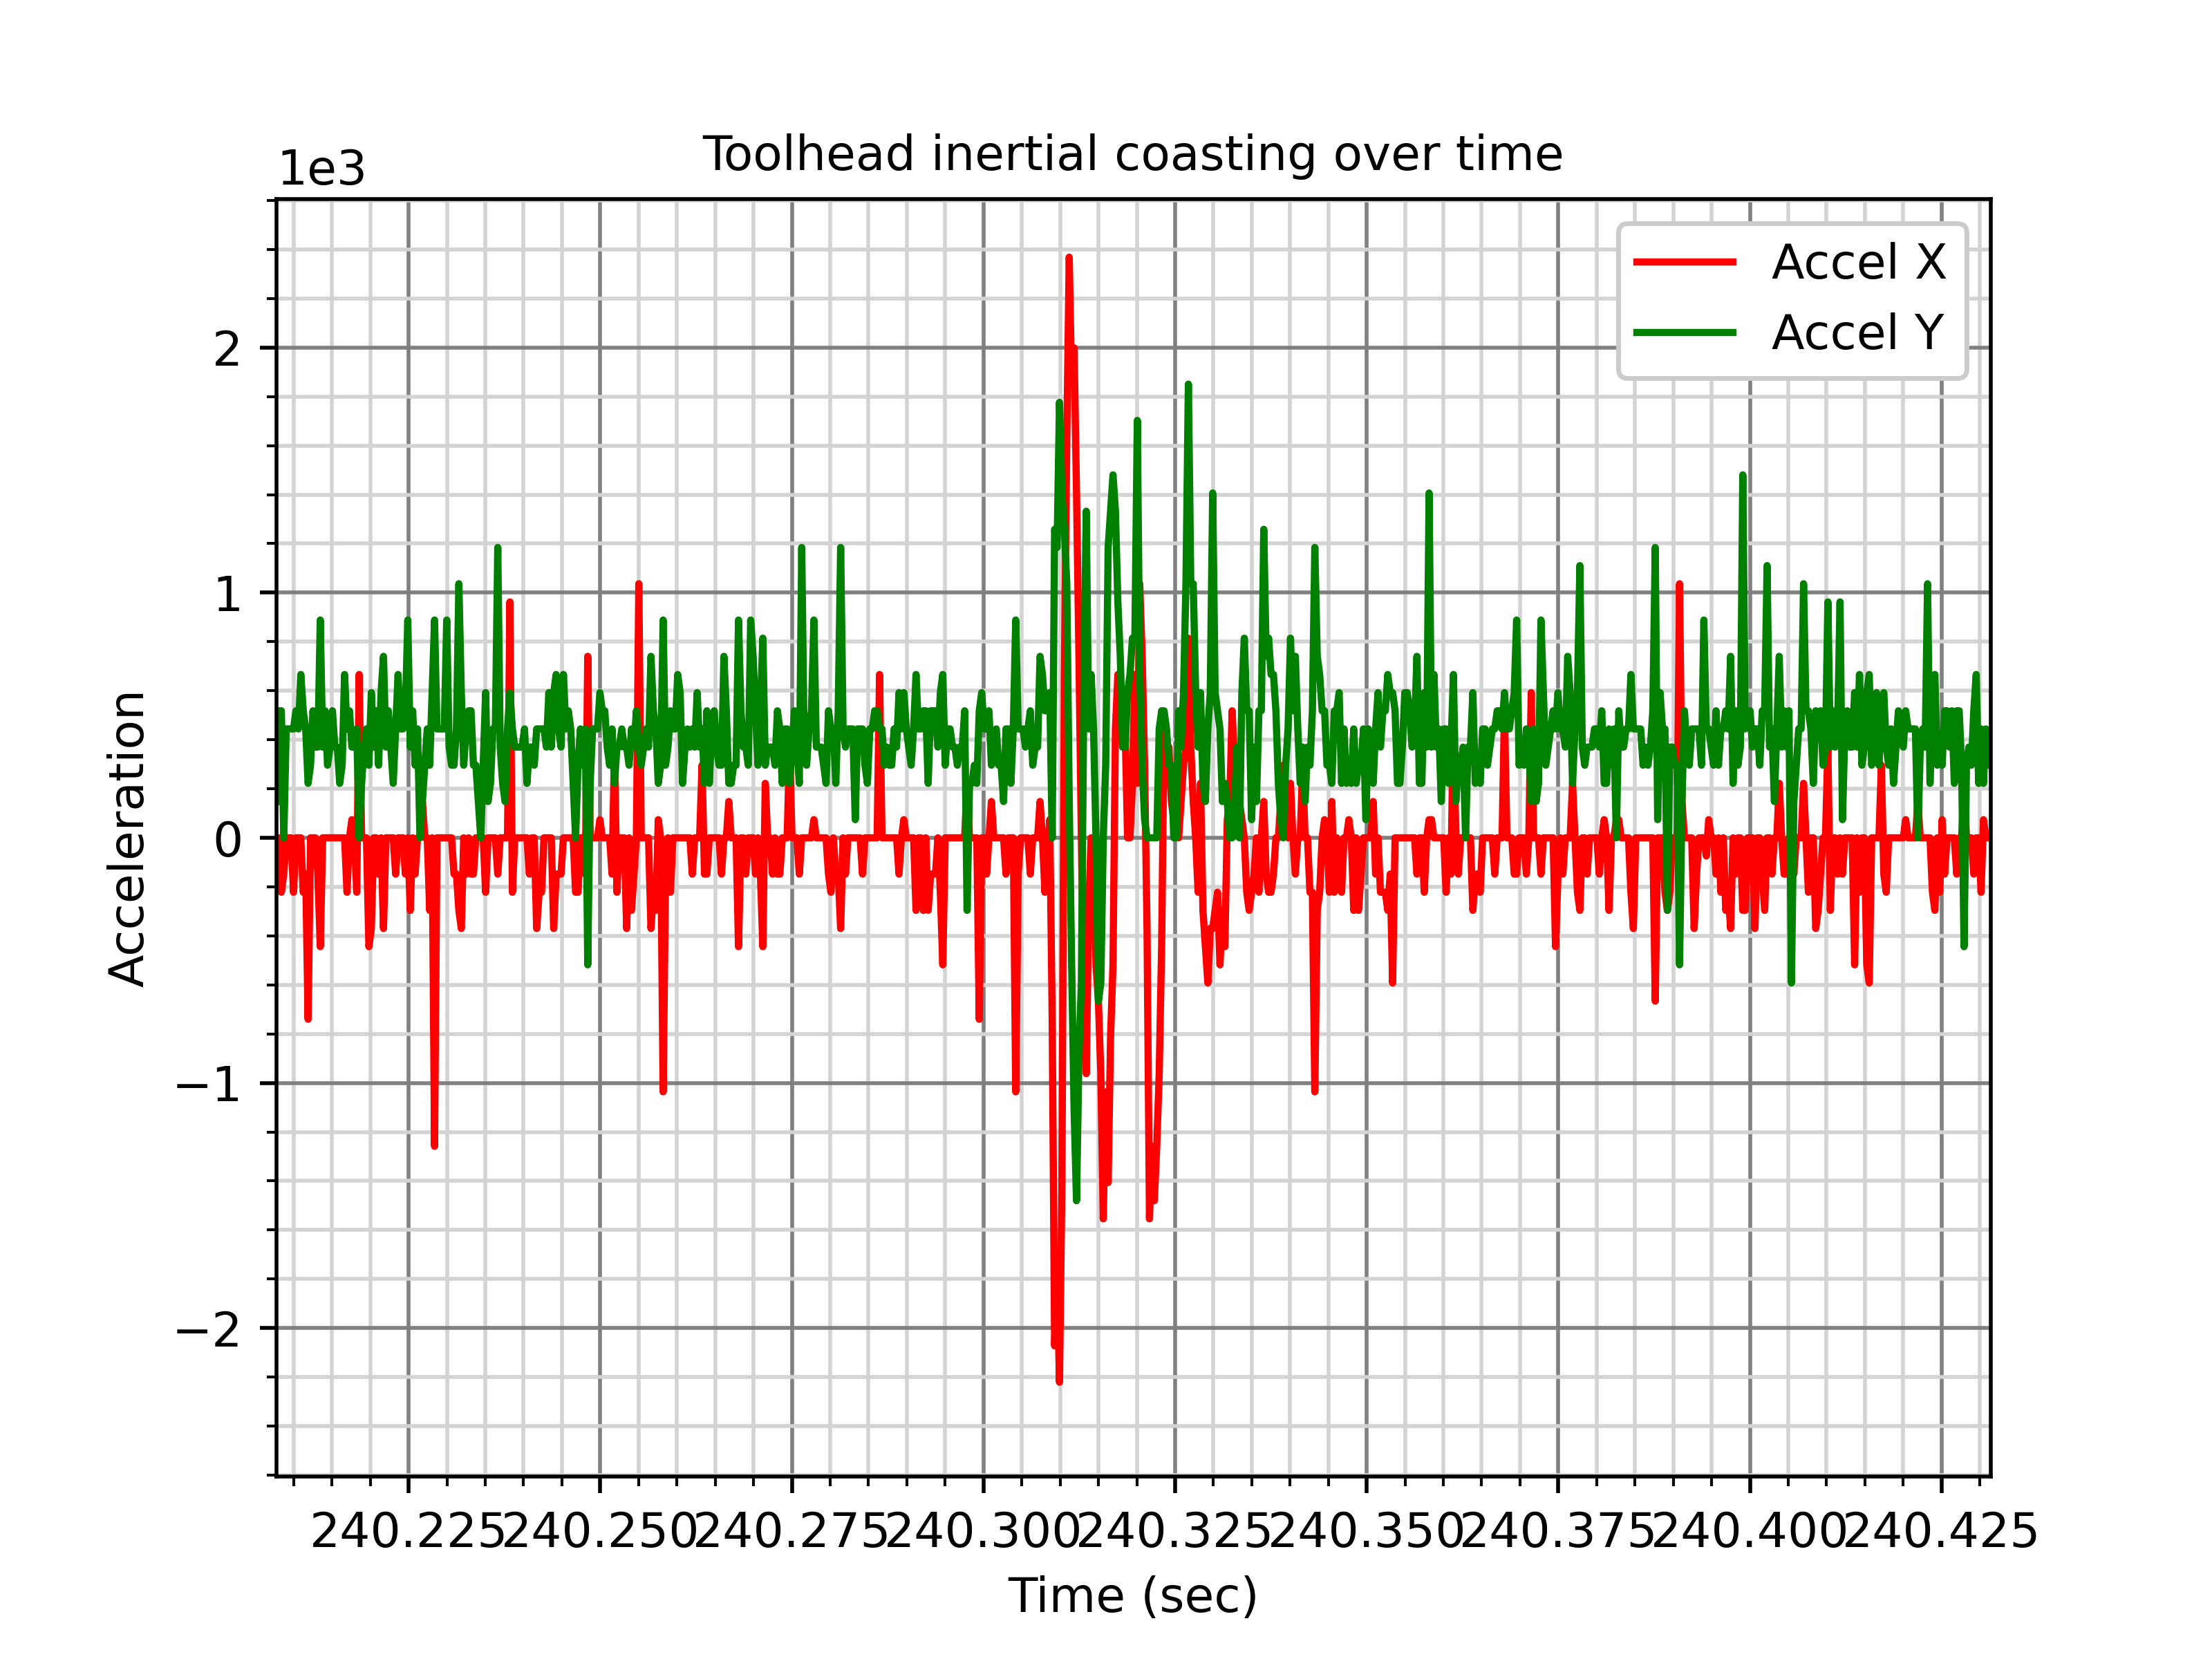 Toolhead inertial coasting over time
1e3
Accel X
Accel Y
2
1
0
−1
−2
Acceleration
240.225 240.250 240.275 240.300 240.325 240.350 240.375 240.400 240.425
Time (sec)